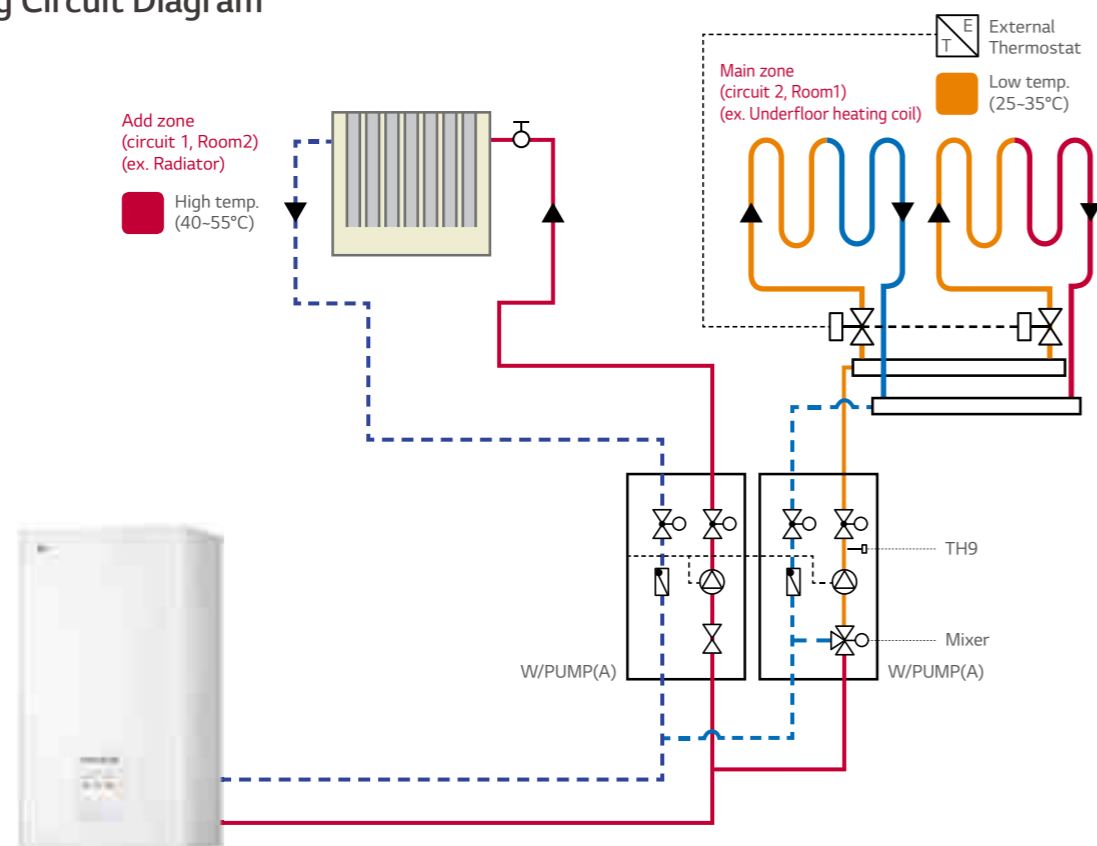 g Circuit Diagram
E
T
External
Thermostat
Main zone
(circuit 2, Room1)
(ex. Underfloor heating coil)
Low temp.
(25~35°C)
Add zone
(circuit 1, Room2)
(ex. Radiator)
High temp.
(40~55°C)
TH9
Mixer
W/PUMP(A)
W/PUMP(A)